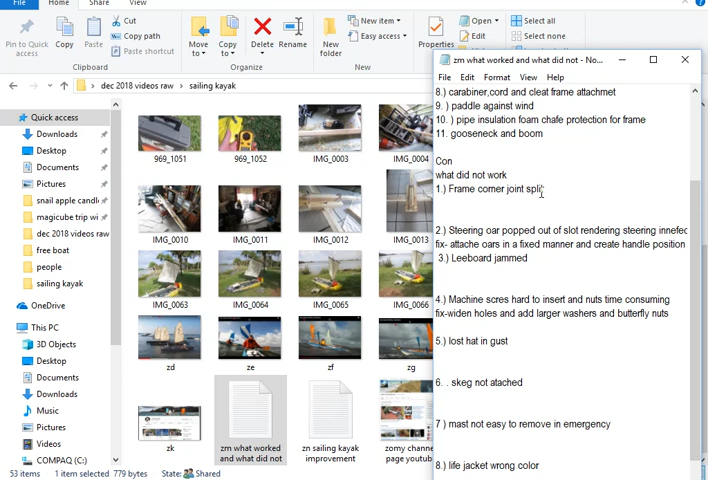 Home
Share
View
Pin to Quick
access
Copy
Paste
Cut
Copy path
Paste shortcut
Clipboard
Move
to
Copy
to
Delete
Rename
Organize
New
folder
New item
Easy access
New
Properties
Open
Edit
Select all
dec 2018 videos raw > sailing kayak
Quick access
Downloads
Desktop
Documents
Pictures
snail apple candl
magicube trip wi
dec 2018 videos raw
free boat
people
sailing kayak
OneDrive
This PC
3D Objects
Desktop
Documents
Downloads
Music
Pictures
Videos
COMPAQ (C:)
969_1051
969_1052
IMG_0003
IMG_0004
IMG_0010
IMG_0011
IMG_0012
IMG_0013
IMG_0063
IMG_0064
IMG_0065
IMG_0066
zd
ze
zf
zg
zk
zm what worked
and what did not
zn sailing kayak
improvement
zomy channe
page youtub
53 items
1 item selected 779 bytes
State:
Shared
zm what worked and what did not - No...
File Edit Format View Help
8.) carabiner,cord and cleat frame attachmet
9. ) paddle against wind
10. ) pipe insulation foam chafe protection for frame
11. gooseneck and boom
Con
what did not work
1.) Frame corner joint split
2.) Steering oar popped out of slot rendering steering innefec
fix- attache oars in a fixed manner and create handle position
3.) Leeboard jammed
4.) Machine scres hard to insert and nuts time consuming
fix-widen holes and add larger washers and butterfly nuts
5.) lost hat in gust
6. . skeg not atached
7 ) mast not easy to remove in emergency
8.) life jacket wrong color